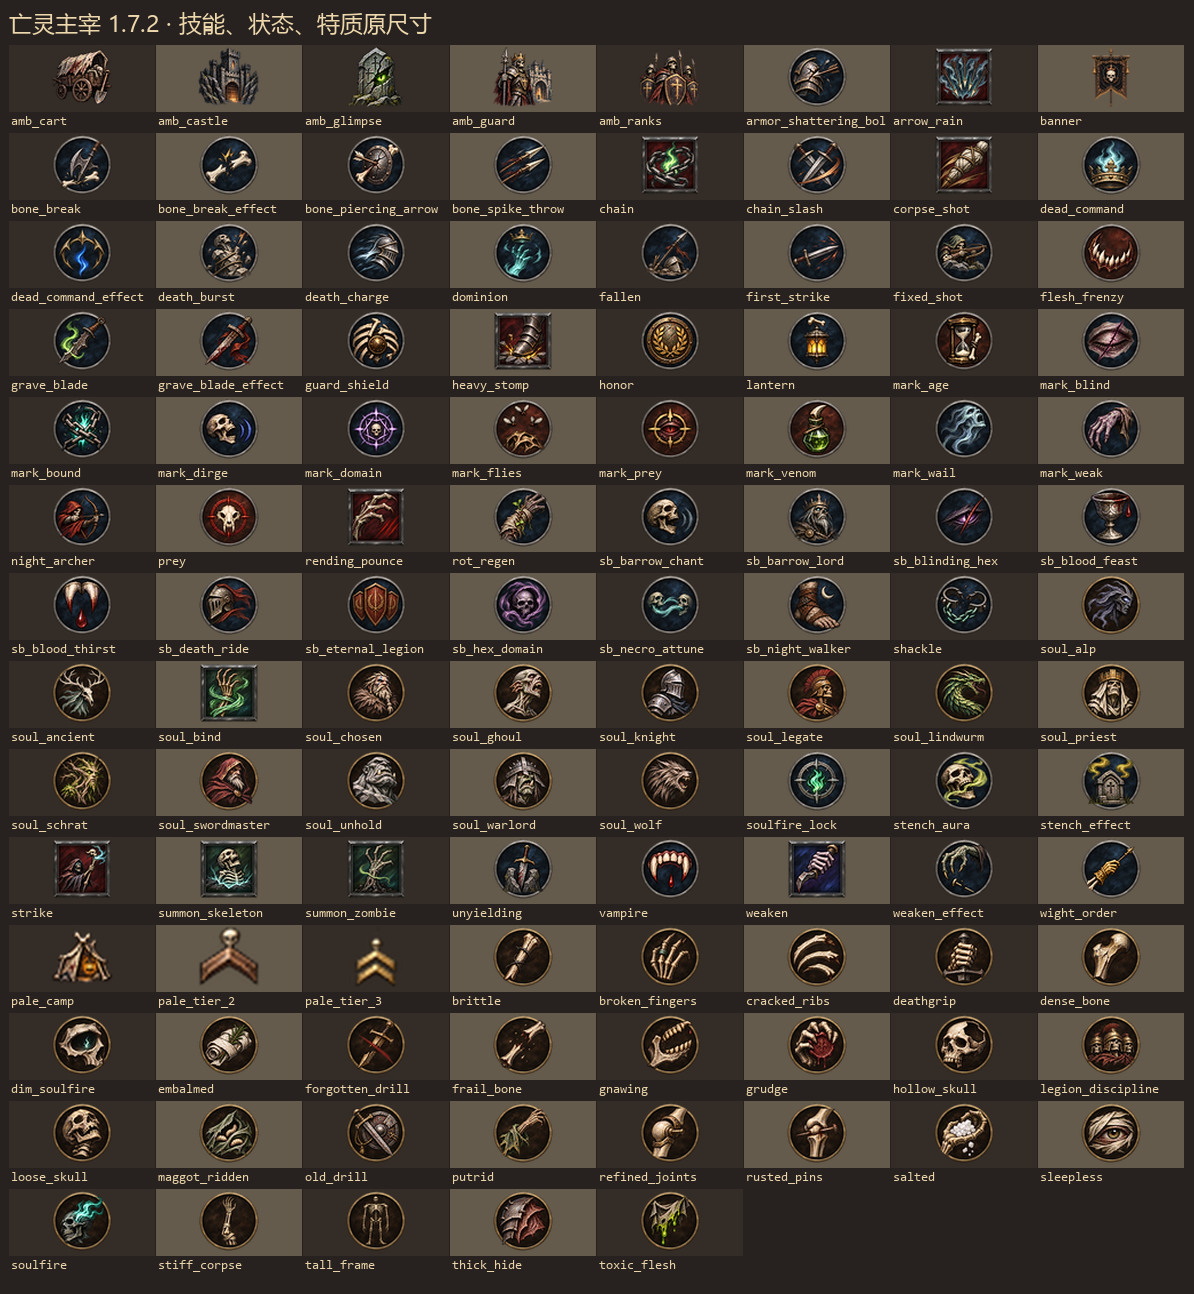 亡灵主宰 1.7.2 · 技能、状态、特质原尺寸
amb_cart amb_castle amb_glimpse amb_guard amb_ranks armor_shattering_bol arrow_rain banner
bone_break bone_break_effect bone_piercing_arrow bone_spike_throw chain chain_slash corpse_shot dead_command
dead_command_effect death_burst death_charge dominion fallen first_strike fixed_shot flesh_frenzy
grave_blade grave_blade_effect guard_shield heavy_stomp honor lantern mark_age mark_blind
mark_bound mark_dirge mark_domain mark_flies mark_prey mark_venom mark_wail mark_weak
night_archer prey rending_pounce rot_regen sb_barrow_chant sb_barrow_lord sb_blinding_hex sb_blood_feast
sb_blood_thirst sb_death_ride sb_eternal_legion sb_hex_domain sb_necro_attune sb_night_walker shackle soul_alp
soul_ancient soul_bind soul_chosen soul_ghoul soul_knight soul_legate soul_lindwurm soul_priest
soul_schrat soul_swordmaster soul_unhold soul_warlord soul_wolf soulfire_lock stench_aura stench_effect
strike summon_skeleton summon_zombie unyielding vampire weaken weaken_effect wight_order
pale_camp pale_tier_2 pale_tier_3 brittle broken_fingers cracked_ribs deathgrip dense_bone
dim_soulfire embalmed forgotten_drill frail_bone gnawing grudge hollow_skull legion_discipline
loose_skull maggot_ridden old_drill putrid refined_joints rusted_pins salted sleepless
soulfire stiff_corpse tall_frame thick_hide toxic_flesh